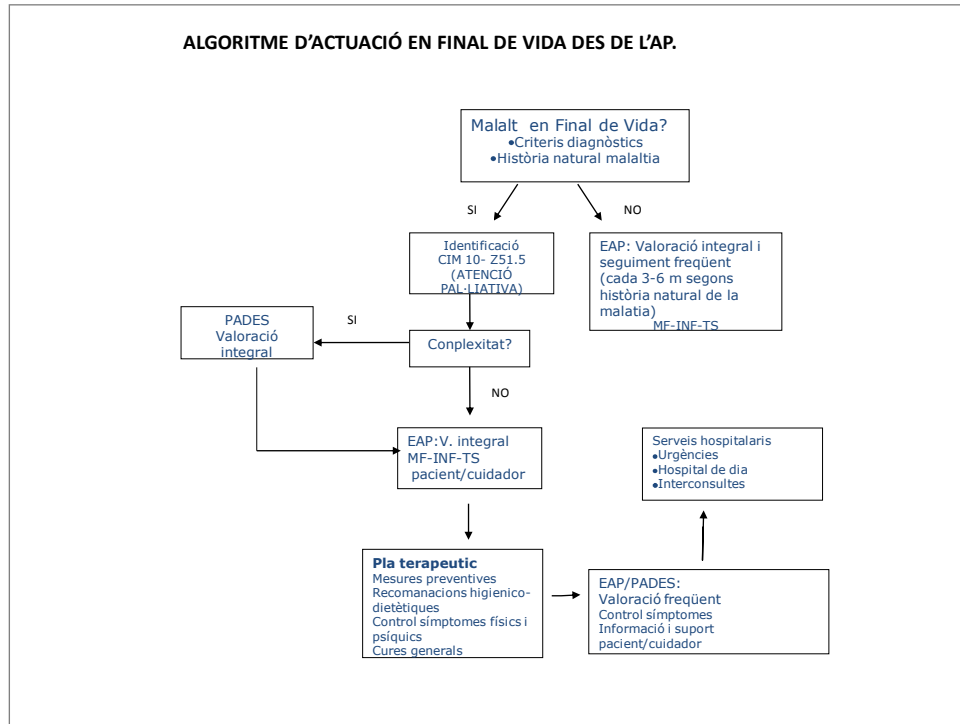 ALGORITME D'ACTUACIÓ EN FINAL DE VIDA DES DE L'AP.
Malalt en Final de Vida?
•Criteris diagnòstics
•Història natural malaltia
SI
NO
Identificació
CIM 10- Z51.5
(ATENCIÓ
PAL·LIATIVA)
EAP: Valoració integral i
seguiment freqüent
(cada 3-6 m segons
història natural de la
malatia)
MF-INF-TS
PADES
Valoració
integral
SI
Conplexitat?
NO
EAP:V. integral
MF-INF-TS
pacient/cuidador
Serveis hospitalaris
•Urgències
•Hospital de dia
•Interconsultes
Pla terapeutic
Mesures preventives
Recomanacions higienico-
dietètiques
Control símptomes físics i
psíquics
Cures generals
EAP/PADES:
Valoració freqüent
Control símptomes
Informació i suport
pacient/cuidador